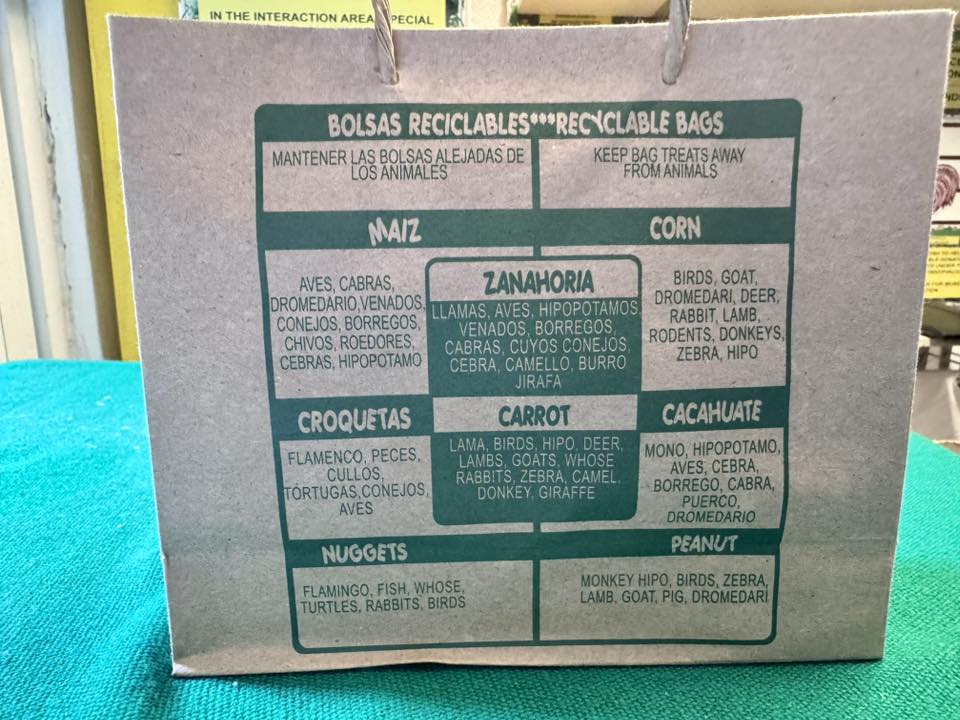 IN THE INTERACTION AREA, SPECIAL
BOLSAS RECICLABLES***RECYCLABLE BAGS
MANTENER LAS BOLSAS ALEJADAS DE
LOS ANIMALES
KEEP BAG TREATS AWAY
FROM ANIMALS
MAIZ
CORN
AVES, CABRAS,
DROMEDARIO,VENADOS,
CONEJOS, BORREGOS,
CHIVOS, ROEDORES,
CEBRAS, HIPOPOTAMO
ZANAHORIA
LLAMAS, AVES, HIPOPOTAMOS,
VENADOS, BORREGOS,
CABRAS, CUYOS CONEJOS,
CEBRA, CAMELLO, BURRO
JIRAFA
BIRDS, GOAT,
DROMEDARI, DEER,
RABBIT, LAMB,
RODENTS, DONKEYS,
ZEBRA, HIPO
CROQUETAS
CARROT
CACAHUATE
FLAMENCO, PECES,
CULLOS,
TÓRTUGAS,CONEJOS,
AVES
LAMA, BIRDS, HIPO, DEER,
LAMBS, GOATS, WHOSE
RABBITS, ZEBRA, CAMEL,
DONKEY, GIRAFFE
MONO, HIPOPOTAMO,
AVES, CEBRA,
BORREGO, CABRA,
PUERCO,
DROMEDARIO
NUGGETS
PEANUT
FLAMINGO, FISH, WHOSE,
TURTLES, RABBITS, BIRDS
MONKEY HIPO, BIRDS, ZEBRA,
LAMB, GOAT, PIG, DROMEDARI